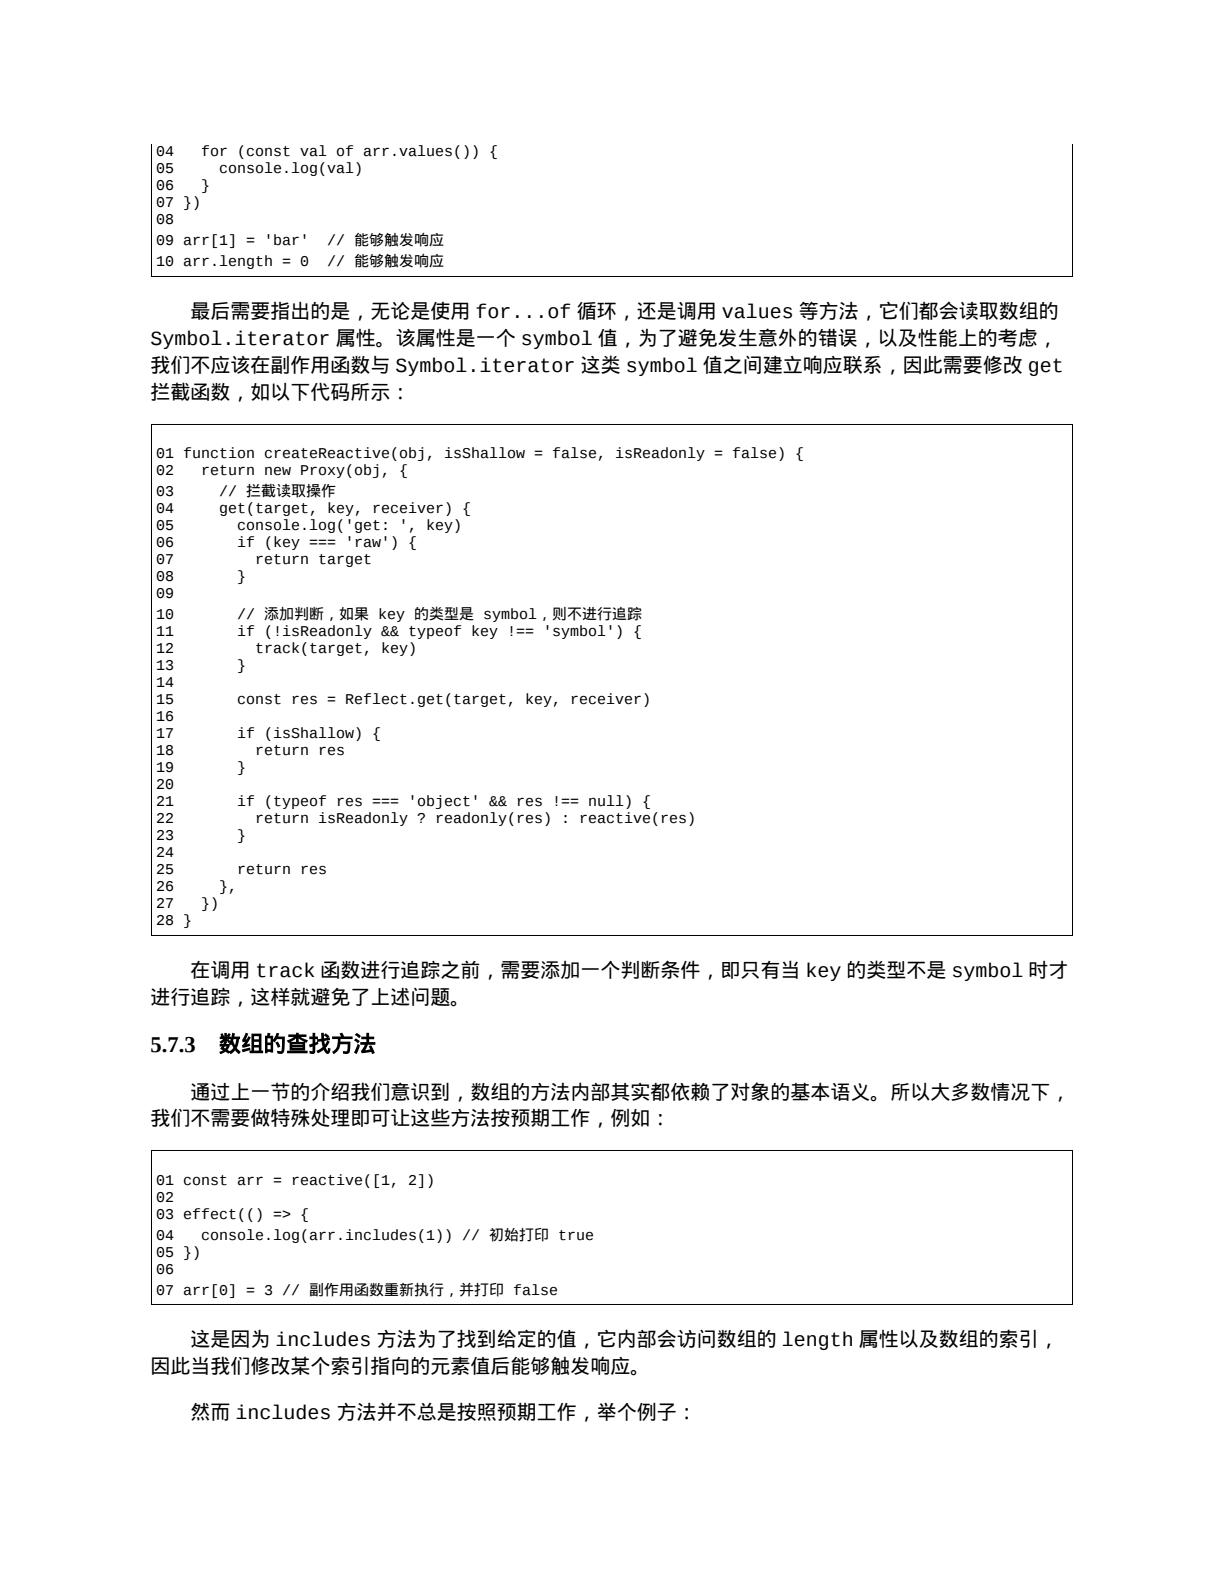 04   for (const val of arr.values()) {
05     console.log(val)
06   }
07 })
08
09 arr[1] = 'bar'  // 能够触发响应
10 arr.length = 0  // 能够触发响应
最后需要指出的是，无论是使用 for...of 循环，还是调用 values 等方法，它们都会读取数组的
Symbol.iterator 属性。该属性是一个 symbol 值，为了避免发生意外的错误，以及性能上的考虑，
我们不应该在副作用函数与 Symbol.iterator 这类 symbol 值之间建立响应联系，因此需要修改 get
拦截函数，如以下代码所示：
01 function createReactive(obj, isShallow = false, isReadonly = false) {
02   return new Proxy(obj, {
03     // 拦截读取操作
04     get(target, key, receiver) {
05       console.log('get: ', key)
06       if (key === 'raw') {
07         return target
08       }
09
10       // 添加判断，如果 key 的类型是 symbol，则不进行追踪
11       if (!isReadonly && typeof key !== 'symbol') {
12         track(target, key)
13       }
14
15       const res = Reflect.get(target, key, receiver)
16
17       if (isShallow) {
18         return res
19       }
20
21       if (typeof res === 'object' && res !== null) {
22         return isReadonly ? readonly(res) : reactive(res)
23       }
24
25       return res
26     },
27   })
28 }
在调用 track 函数进行追踪之前，需要添加一个判断条件，即只有当 key 的类型不是 symbol 时才
进行追踪，这样就避免了上述问题。
5.7.3　数组的查找方法
通过上一节的介绍我们意识到，数组的方法内部其实都依赖了对象的基本语义。所以大多数情况下，
我们不需要做特殊处理即可让这些方法按预期工作，例如：
01 const arr = reactive([1, 2])
02
03 effect(() => {
04   console.log(arr.includes(1)) // 初始打印 true
05 })
06
07 arr[0] = 3 // 副作用函数重新执行，并打印 false
这是因为 includes 方法为了找到给定的值，它内部会访问数组的 length 属性以及数组的索引，
因此当我们修改某个索引指向的元素值后能够触发响应。
然而 includes 方法并不总是按照预期工作，举个例子：